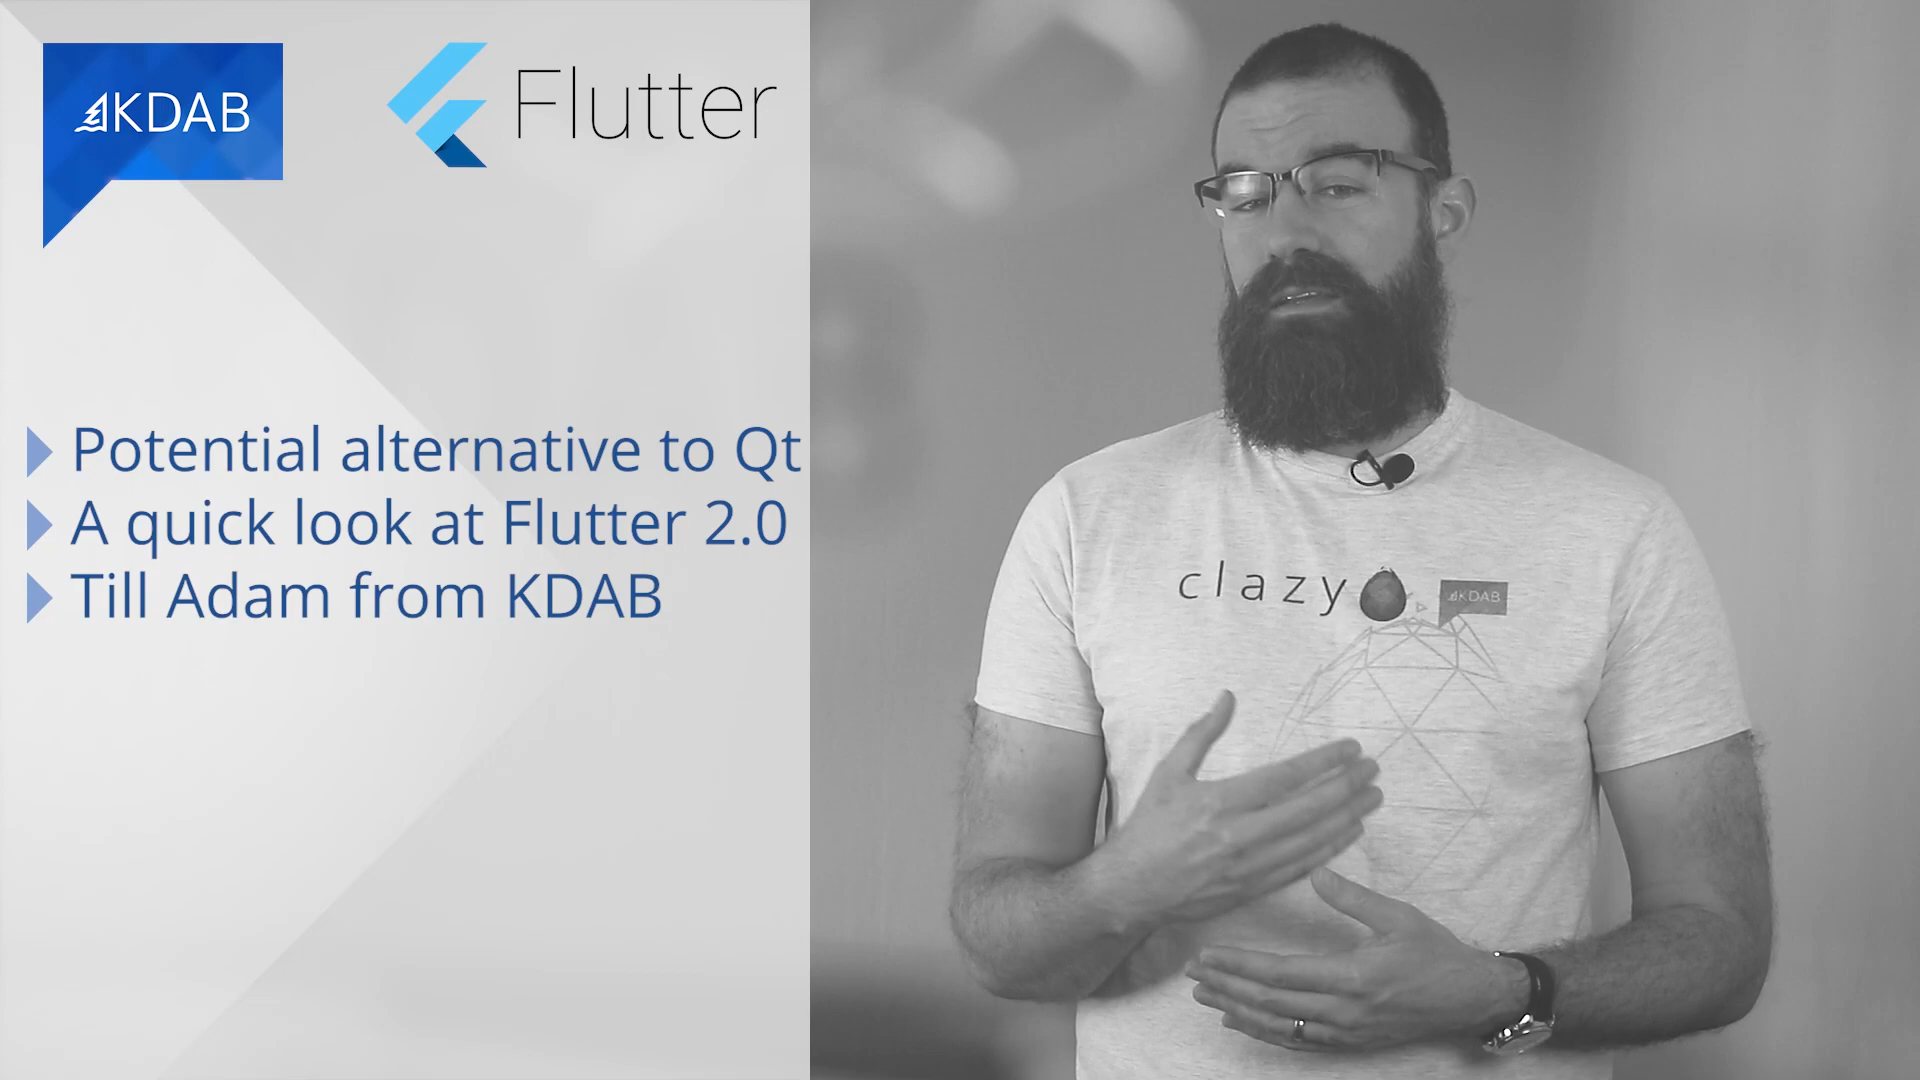 KDAB
Flutter
Potential alternative to Qt
A quick look at Flutter 2.0
Till Adam from KDAB
clazy
KDAB